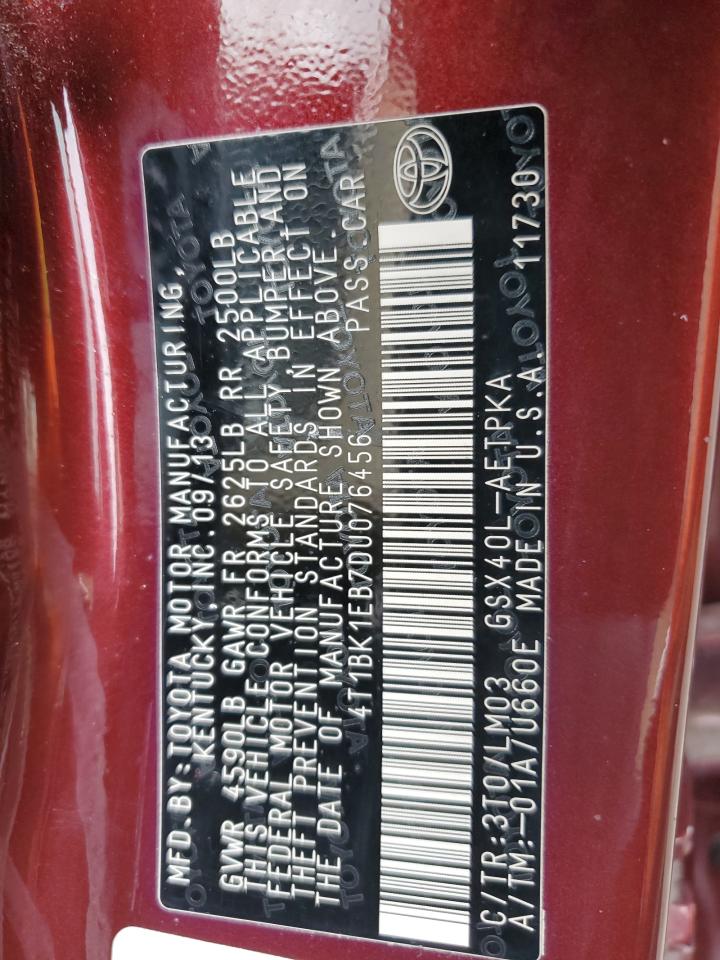 MFD.BY:TOYOTA MOTOR MANUFACTURING,
KENTUCKY,INC.09/13
GVWR 4590LB GAWR FR 2625LB RR 2500LB
THIS VEHICLE CONFORMS TO ALL APPLICABLE
FEDERAL MOTOR VEHICLE SAFETY, BUMPER,AND
THEFT PREVENTION STANDARDS IN EFFECT ON
THE DATE OF MANUFACTURE SHOWN ABOVE.
4T1BK1EB7DU076456 PASS.CAR
C/TR:3T0/LM03 GSX40L-AETPKA
A/TM:-01A/U660E MADE IN U.S.A. 11730